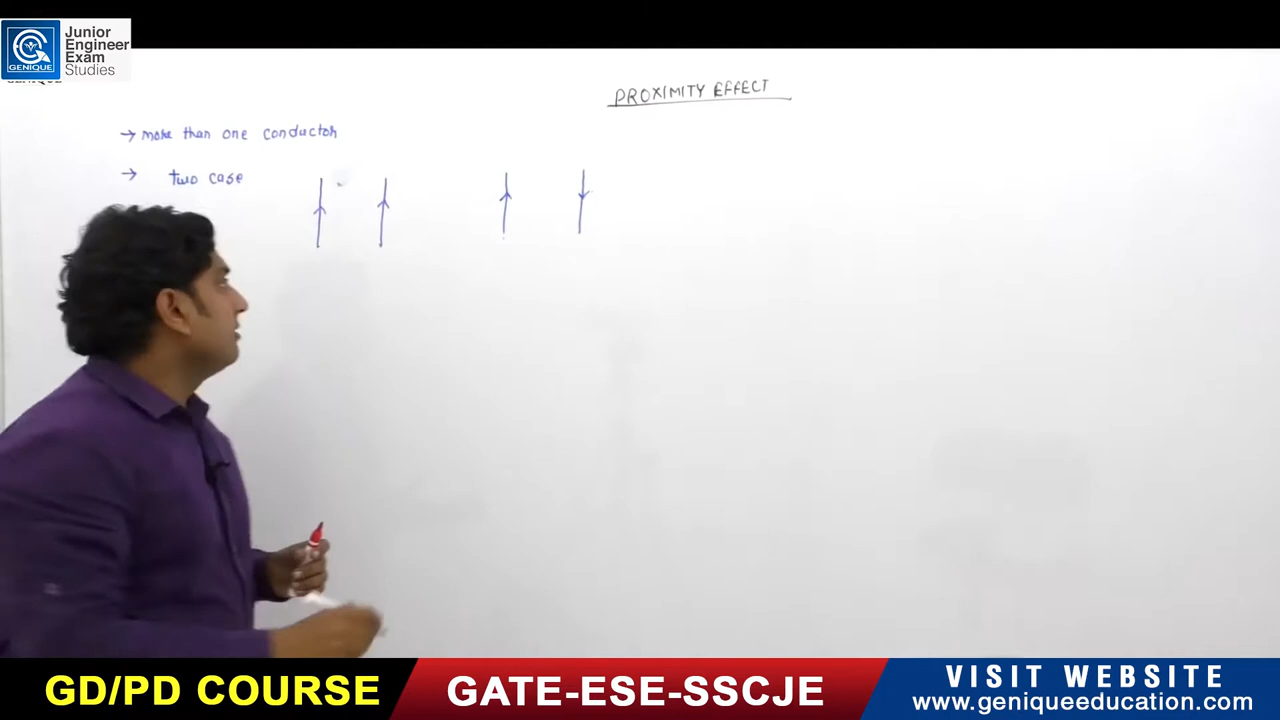 Junior
Engineer
Exam
Studies
GENIQUE
PROXIMITY EFFECT
→ more than one conductor
→ two case
GD/PD COURSE
GATE-ESE-SSCJE
VISIT WEBSITE
www.geniqueeducation.com